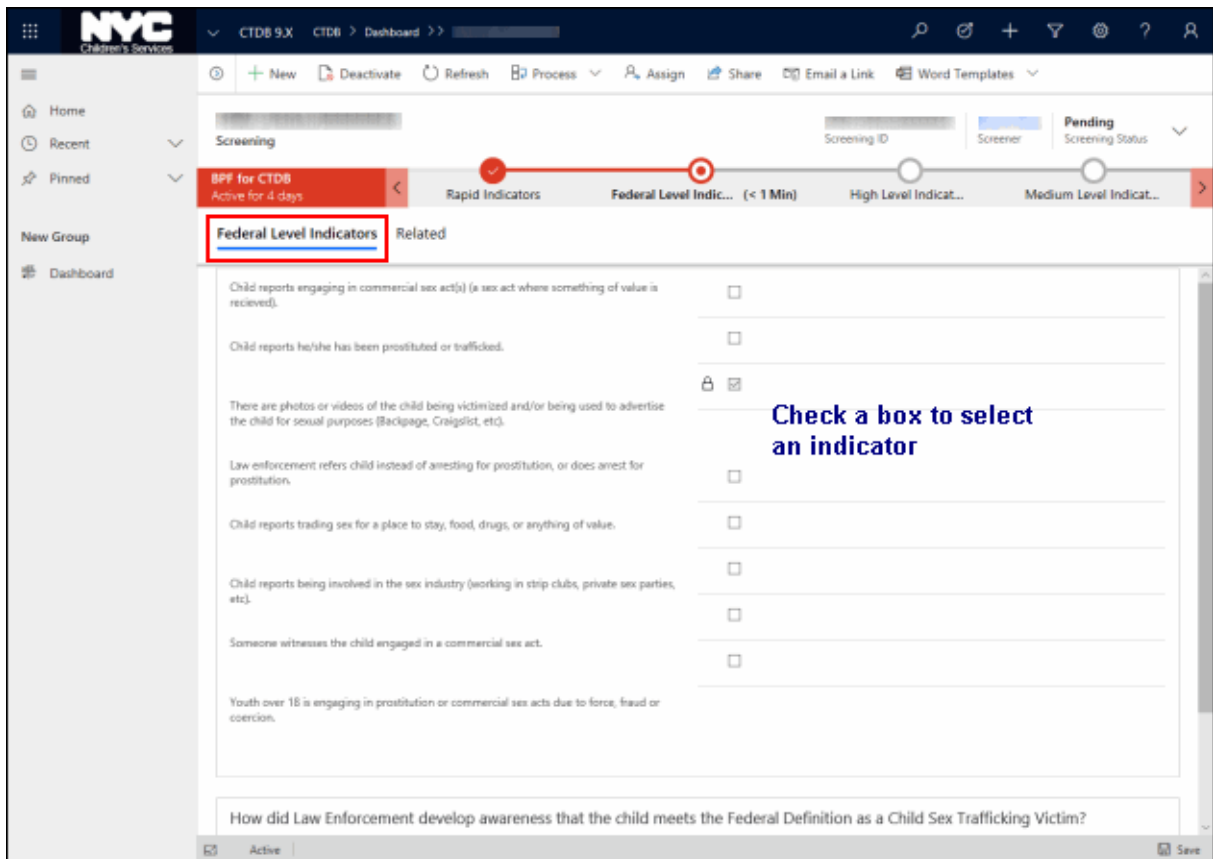 NYC
Children's Services
CTDB 9.X CTDB > Dashboard >>
New Deactivate Refresh Process Assign Share Email a Link Word Templates
Home
Recent
Pinned
New Group
Dashboard
Screening
Screening ID
Screener
Pending
Screening Status
BPF for CTDB
Active for 4 days
Rapid Indicators
Federal Level Indic... (< 1 Min)
High Level Indicat...
Medium Level Indicat...
Federal Level Indicators Related
Child reports engaging in commercial sex act(s) (a sex act where something of value is
recieved).
Child reports he/she has been prostituted or trafficked.
There are photos or videos of the child being victimized and/or being used to advertise
the child for sexual purposes (Backpage, Craigslist, etc).
Check a box to select
an indicator
Law enforcement refers child instead of arresting for prostitution, or does arrest for
prostitution.
Child reports trading sex for a place to stay, food, drugs, or anything of value.
Child reports being involved in the sex industry (working in strip clubs, private sex parties,
etc).
Someone witnesses the child engaged in a commercial sex act.
Youth over 18 is engaging in prostitution or commercial sex acts due to force, fraud or
coercion.
How did Law Enforcement develop awareness that the child meets the Federal Definition as a Child Sex Trafficking Victim?
Active
Save